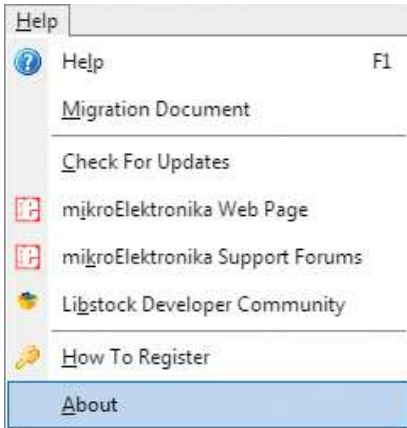 Help
Help F1
Migration Document
Check For Updates
mikroElektronika Web Page
mikroElektronika Support Forums
Libstock Developer Community
How To Register
About